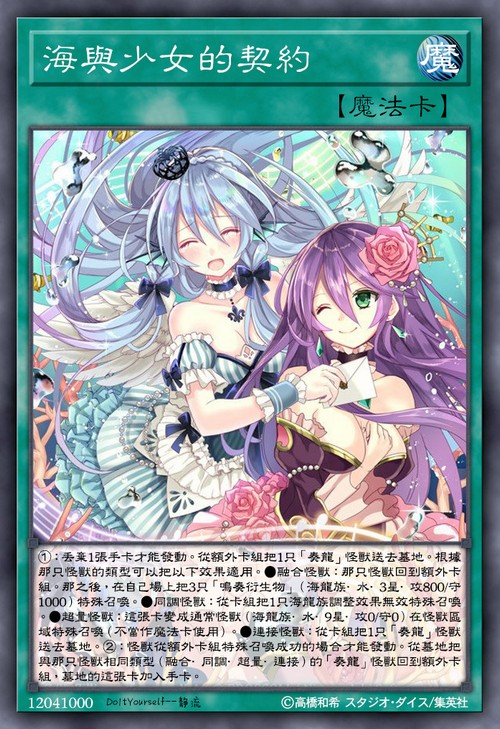 海與少女的契約
魔
【魔法卡】
①：丟棄1張手卡才能發動。從額外卡組把1只「奏龍」怪獸送去墓地。根據
那只怪獸的類型可以把以下效果適用。●融合怪獸：那只怪獸回到額外卡
組。那之後，在自己場上把3只「鳴奏衍生物」（海龍族·水·3星·攻800/守
1000）特殊召喚。●同調怪獸：從卡組把1只海龍族調整效果無效特殊召喚
。●超量怪獸：這張卡變成通常怪獸（海龍族·水·9星·攻0/守0）在怪獸區
域特殊召喚（不當作魔法卡使用）。●連接怪獸：從卡組把1只「奏龍」怪獸
送去墓地。②：怪獸從額外卡組特殊召喚成功的場合才能發動。從墓地把
與那只怪獸相同類型（融合·同調·超量·連接）的「奏龍」怪獸回到額外卡
組，墓地的這張卡加入手卡。
12041000 DoItYourself--靜流 ©高橋和希 スタジオ·ダイス/集英社